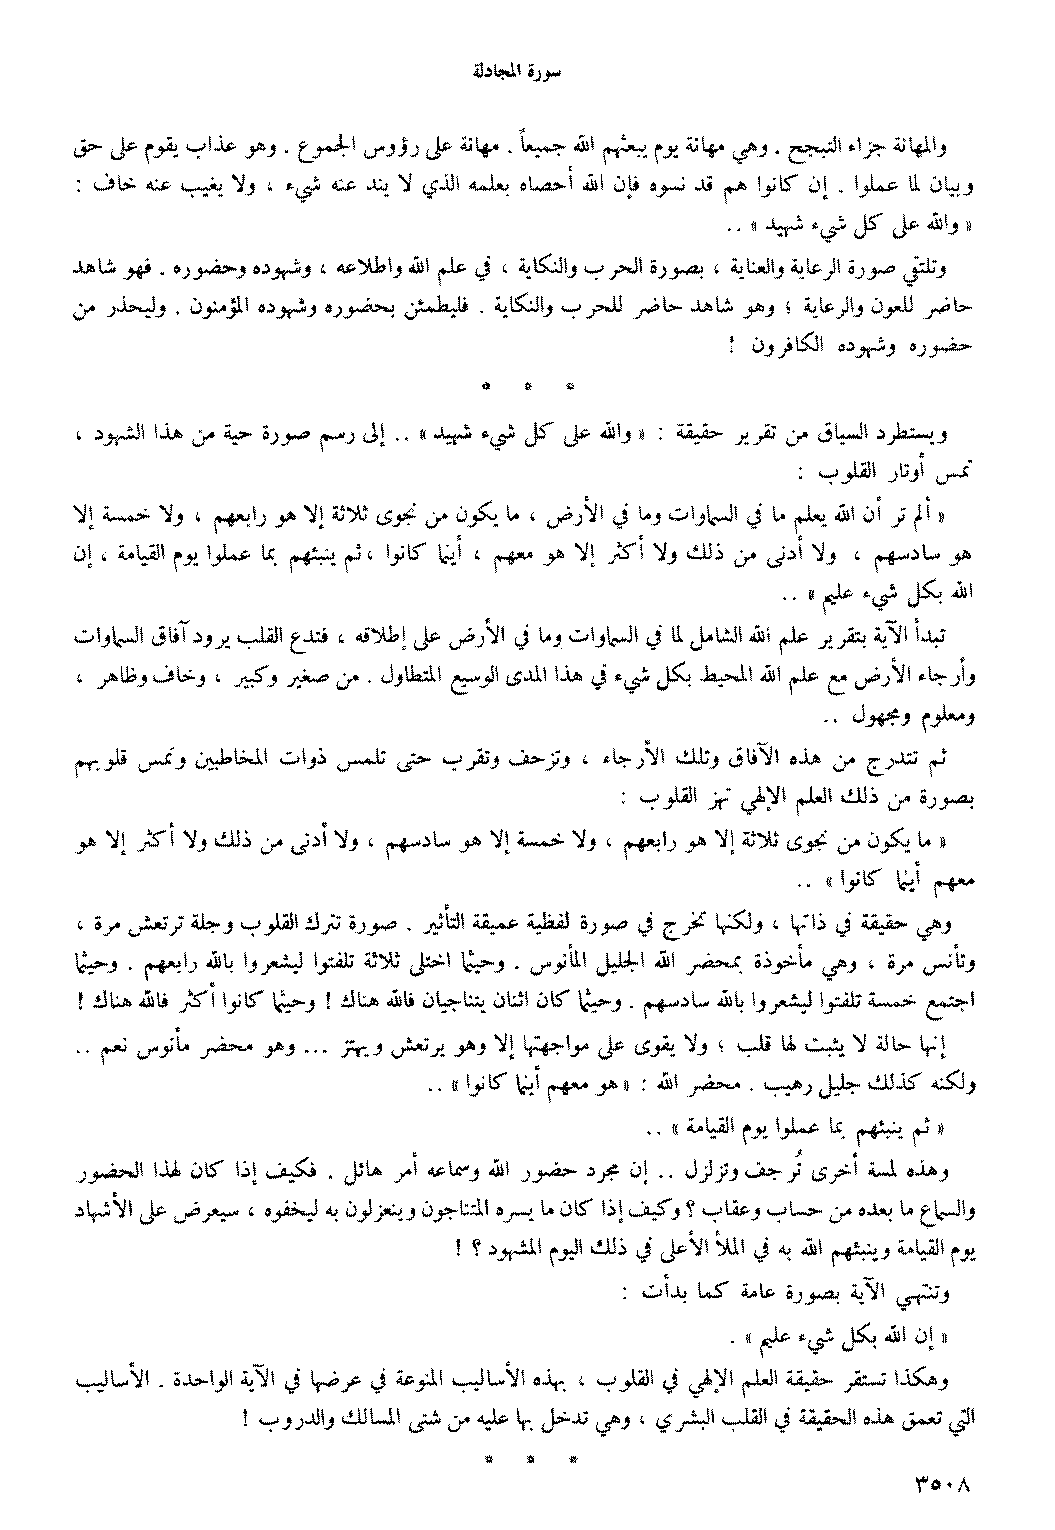 سورة المجادلة
والمهانة جزاء التبجح . وهي مهانة يوم يبعثهم الله جميعاً . مهانة على رؤوس الجموع . وهو عذاب يقوم على حق
وبيان لما عملوا . إن كانوا هم قد نسوه فإن الله أحصاه بعلمه الذي لا يند عنه شيء ، ولا يغيب عنه خاف :
« والله على كل شيء شهيد » ..
وتلتقي صورة الرعاية والعناية ، بصورة الحرب والنكاية ، في علم الله واطلاعه ، وشهوده وحضوره . فهو شاهد
حاضر للعون والرعاية ؛ وهو شاهد حاضر للحرب والنكاية . فليطمئن بحضوره وشهوده المؤمنون . وليحذر من
حضوره وشهوده الكافرون !
* * *
ويستطرد السياق من تقرير حقيقة : « والله على كل شيء شهيد » .. إلى رسم صورة حية من هذا الشهود ،
تمس أوتار القلوب :
« ألم تر أن الله يعلم ما في السماوات وما في الأرض ، ما يكون من نجوى ثلاثة إلا هو رابعهم ، ولا خمسة إلا
هو سادسهم ، ولا أدنى من ذلك ولا أكثر إلا هو معهم ، أينما كانوا ، ثم ينبئهم بما عملوا يوم القيامة ، إن
الله بكل شيء عليم » ..
تبدأ الآية بتقرير علم الله الشامل لما في السماوات وما في الأرض على إطلاقه ، فتدع القلب يرود آفاق السماوات
وأرجاء الأرض مع علم الله المحيط بكل شيء في هذا المدى الوسيع المتطاول . من صغير وكبير ، وخاف وظاهر ،
ومعلوم ومجهول ..
ثم تتدرج من هذه الآفاق وتلك الأرجاء ، وتزحف وتقرب حتى تلمس ذوات المخاطبين وتمس قلوبهم
بصورة من ذلك العلم الإلهي تهز القلوب :
« ما يكون من نجوى ثلاثة إلا هو رابعهم ، ولا خمسة إلا هو سادسهم ، ولا أدنى من ذلك ولا أكثر إلا هو
معهم أينما كانوا » ..
وهي حقيقة في ذاتها ، ولكنها تخرج في صورة لفظية عميقة التأثير . صورة تترك القلوب وجلة ترتعش مرة ،
وتأنس مرة ، وهي مأخوذة بمحضر الله الجليل المأنوس . وحيثما اختلى ثلاثة تلفتوا ليشعروا بالله رابعهم . وحيثما
اجتمع خمسة تلفتوا ليشعروا بالله سادسهم . وحيثما كان اثنان يتناجيان فالله هناك ! وحيثما كانوا أكثر فالله هناك !
إنها حالة لا يثبت لها قلب ؛ ولا يقوى على مواجهتها إلا وهو يرتعش ويهتز ... وهو محضر مأنوس نعم ..
ولكنه كذلك جليل رهيب . محضر الله : « هو معهم أينما كانوا » ..
« ثم ينبئهم بما عملوا يوم القيامة » ..
وهذه لمسة أخرى تُرجف وتزلزل .. إن مجرد حضور الله وسماعه أمر هائل . فكيف إذا كان لهذا الحضور
والسماع ما بعده من حساب وعقاب ؟ وكيف إذا كان ما يسره المتناجون وينعزلون به ليخفوه ، سيعرض على الأشهاد
يوم القيامة وينبئهم الله به في الملأ الأعلى في ذلك اليوم المشهود ؟ !
وتنتهي الآية بصورة عامة كما بدأت :
« إن الله بكل شيء عليم » .
وهكذا تستقر حقيقة العلم الإلهي في القلوب ، بهذه الأساليب المنوعة في عرضها في الآية الواحدة . الأساليب
التي تعمق هذه الحقيقة في القلب البشري ، وهي تدخل بها عليه من شتى المسالك والدروب !
* * *
٣٥٠٨